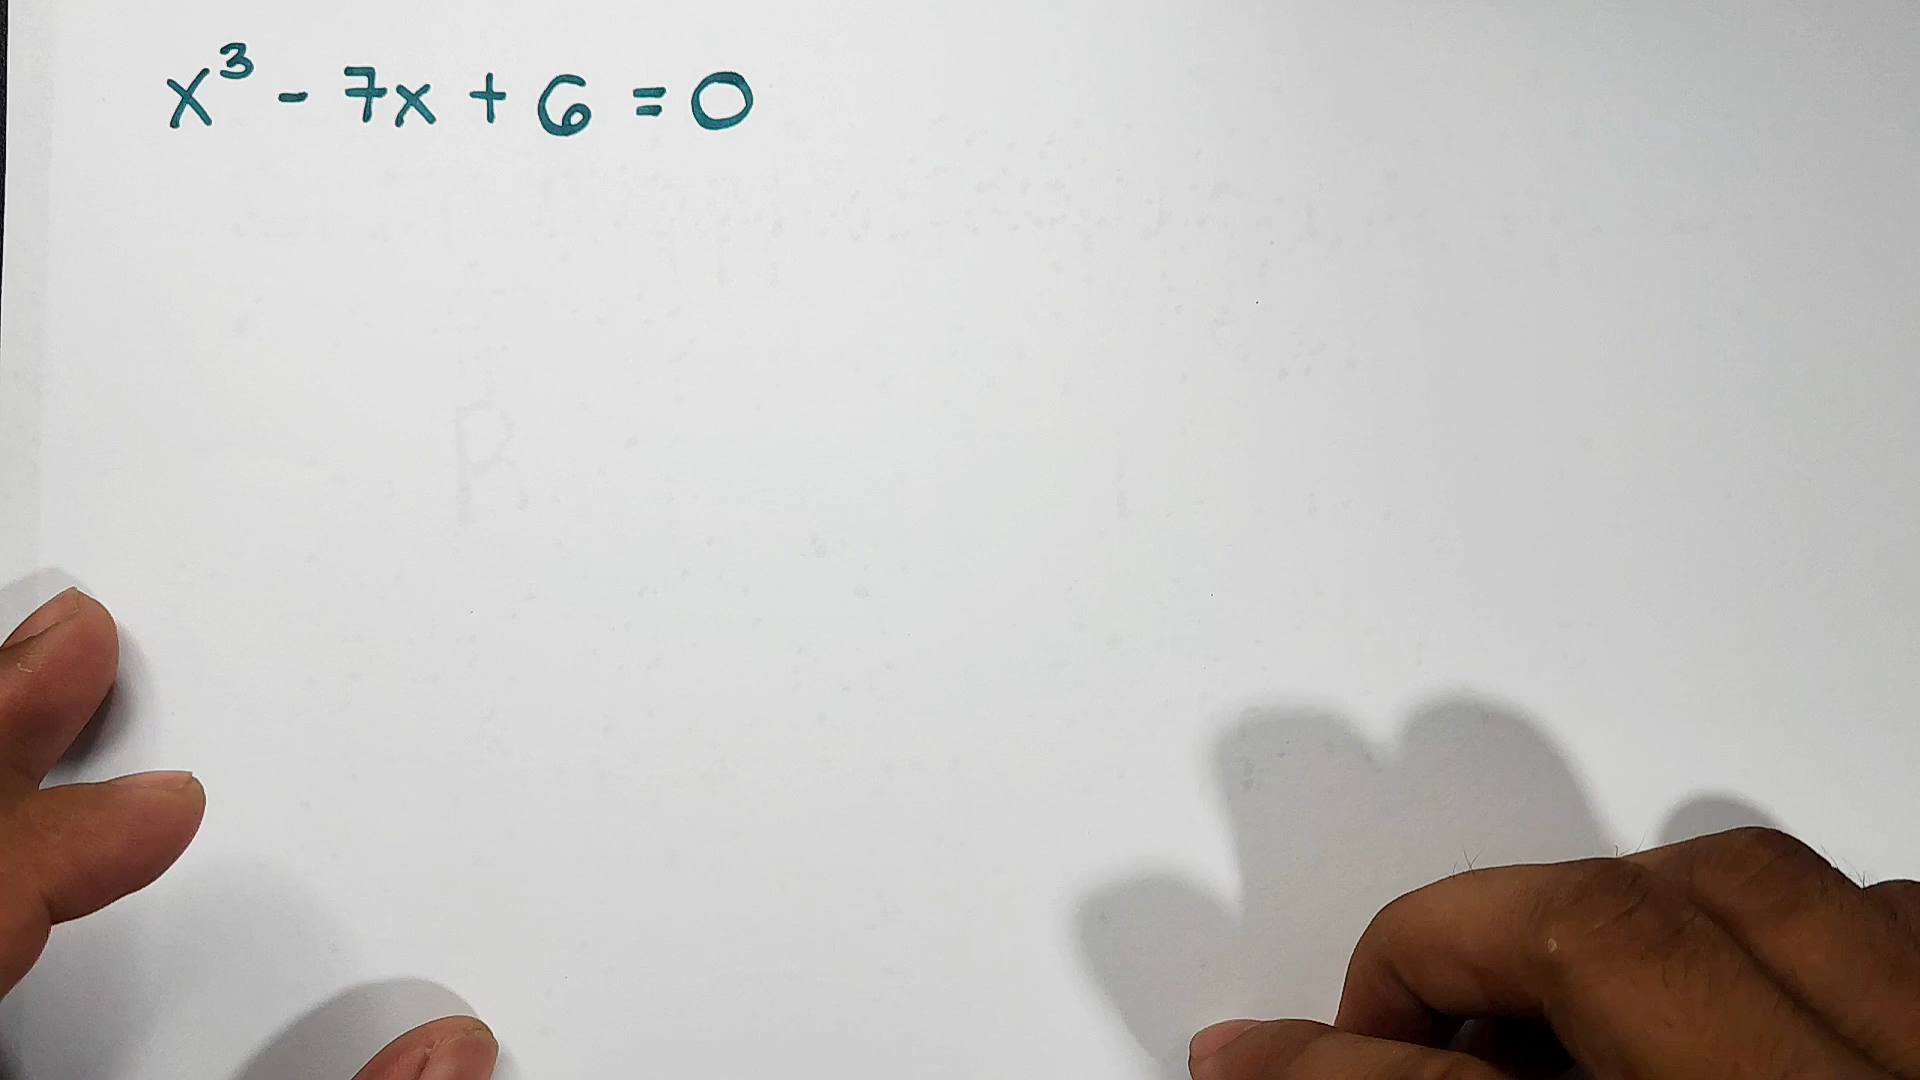 x³ - 7x + 6 = 0